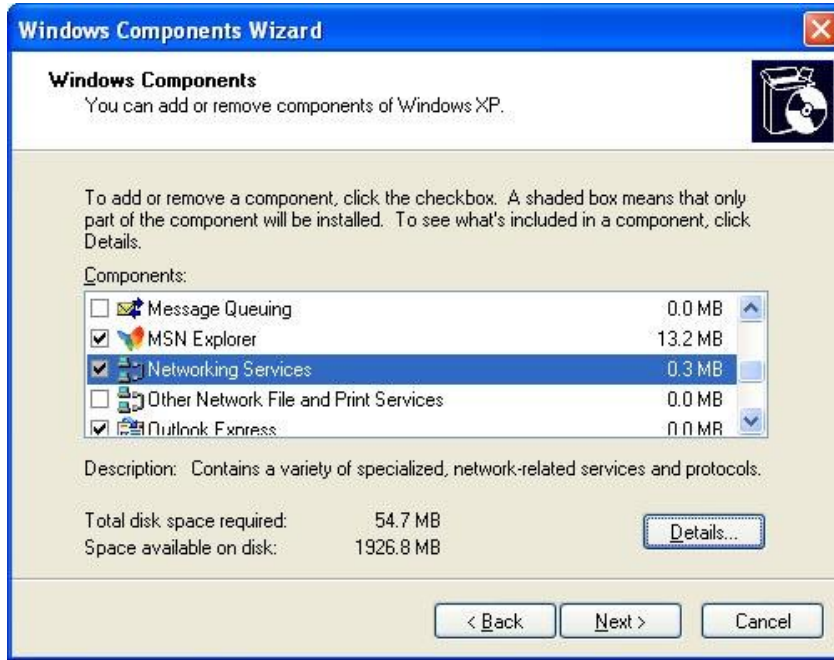 Windows Components Wizard
Windows Components
You can add or remove components of Windows XP.
To add or remove a component, click the checkbox. A shaded box means that only
part of the component will be installed. To see what's included in a component, click
Details.
Components:
Message Queuing 0.0 MB
MSN Explorer 13.2 MB
Networking Services 0.3 MB
Other Network File and Print Services 0.0 MB
Outlook Express 0.0 MB
Description: Contains a variety of specialized, network-related services and protocols.
Total disk space required: 54.7 MB
Space available on disk: 1926.8 MB
Details...
< Back Next > Cancel